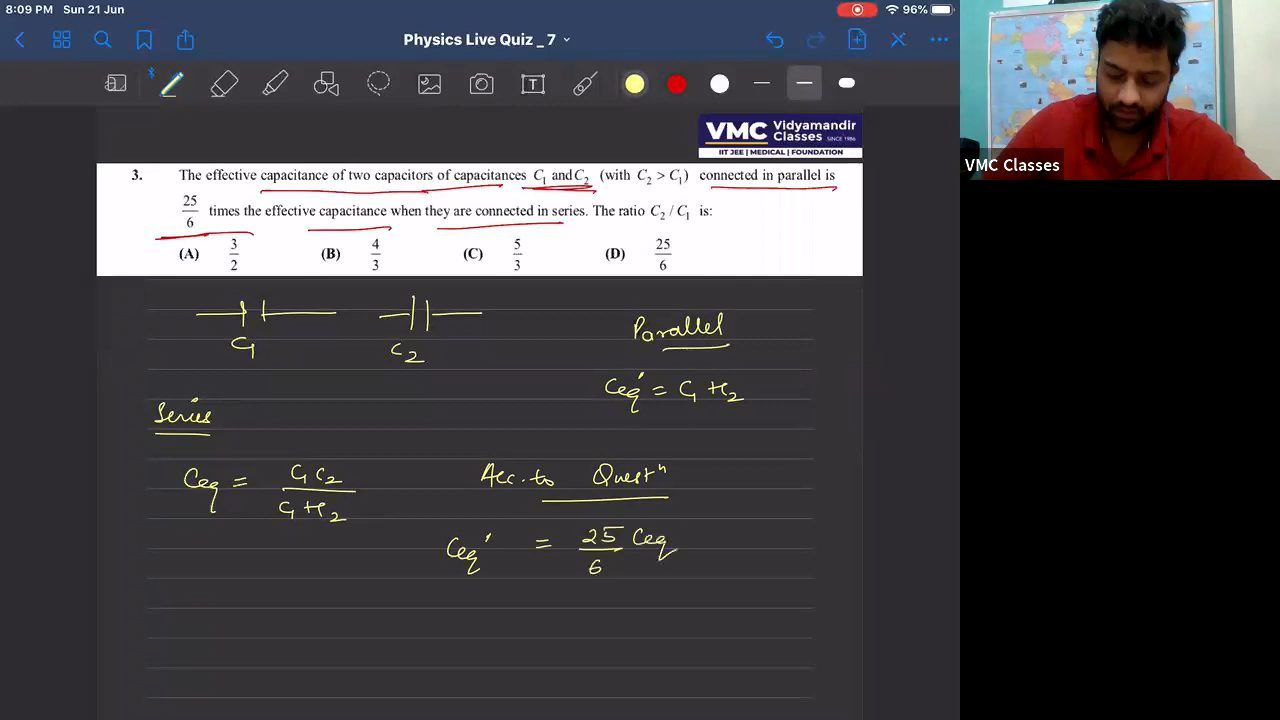 8:09 PM Sun 21 Jun
96%
Physics Live Quiz _ 7
VMC Vidyamandir Classes SINCE 1986
IIT JEE | MEDICAL | FOUNDATION
3. The effective capacitance of two capacitors of capacitances C₁ and C₂ (with C₂ > C₁) connected in parallel is
25/6 times the effective capacitance when they are connected in series. The ratio C₂ / C₁ is:
(A) 3/2 (B) 4/3 (C) 5/3 (D) 25/6
C₁ C₂
Parallel
Ceq' = C₁ + C₂
Series
Ceq = C₁C₂/C₁+C₂
Acc. to Questⁿ
Ceq' = 25/6 Ceq
VMC Classes